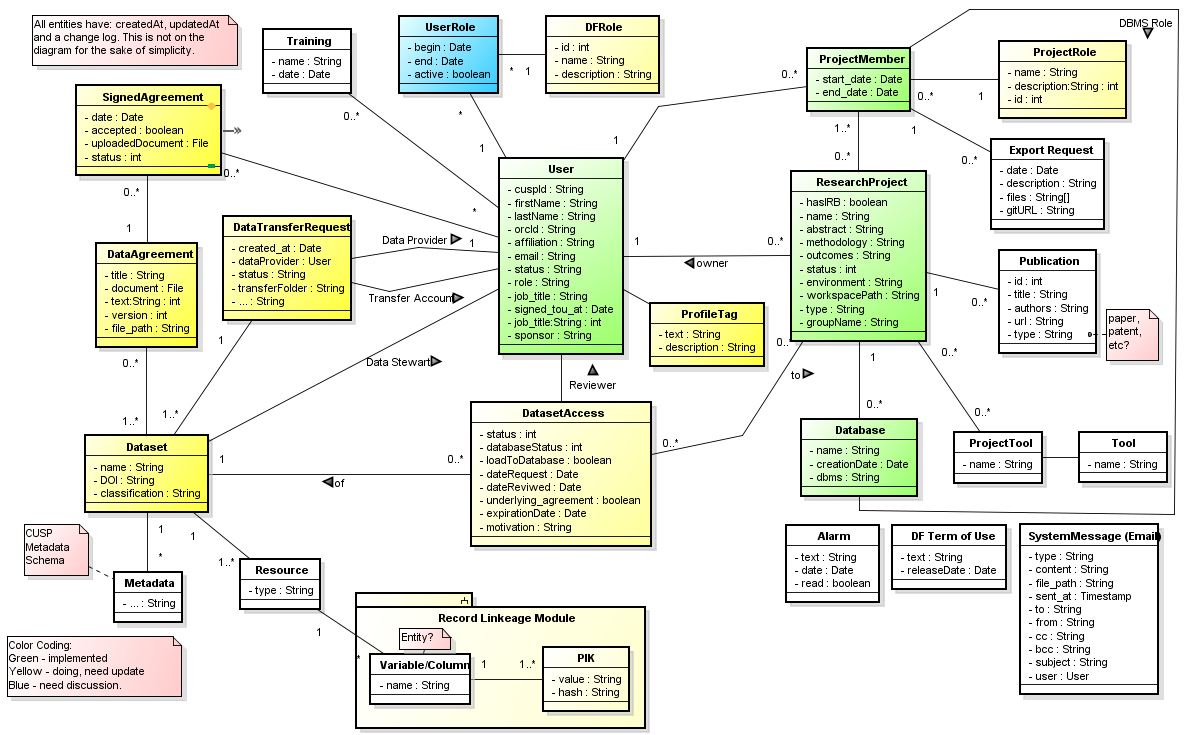 All entities have: createdAt, updatedAt
and a change log. This is not on the
diagram for the sake of simplicity.
Training
- name : String
- date : Date
UserRole
- begin : Date
- end : Date
- active : boolean
DFRole
- id : int
- name : String
- description : String
* 1
DBMS Role
ProjectMember
- start_date : Date
- end_date : Date
ProjectRole
- name : String
- description:String : int
- id : int
0..*
0..* 1
SignedAgreement
- date : Date
- accepted : boolean
- uploadedDocument : File
- status : int
0..*
*
1
1
1..*
0..*
0..*
Export Request
- date : Date
- description : String
- files : String[]
- gitURL : String
1
0..*
0..*
0..*
1
*
1
User
- cuspId : String
- firstName : String
- lastName : String
- orcId : String
- affiliation : String
- email : String
- status : String
- role : String
- job_title : String
- signed_tou_at : Date
- job_title:String : int
- sponsor : String
ResearchProject
- hasIRB : boolean
- name : String
- abstract : String
- methodology : String
- outcomes : String
- status : int
- environment : String
- workspacePath : String
- type : String
- groupName : String
DataTransferRequest
- created_at : Date
- dataProvider : User
- status : String
- transferFolder : String
- ... : String
Data Provider
Transfer Account
1
0..*
owner
DataAgreement
- title : String
- document : File
- text:String : int
- version : int
- file_path : String
Publication
- id : int
- title : String
- authors : String
- url : String
- type : String
1
0..*
paper,
patent,
etc?
ProfileTag
- text : String
- description : String
Data Steward
Reviewer
to
0..
1
0..*
0..*
0..*
1
0..*
1..*
1..*
DatasetAccess
- status : int
- databaseStatus : int
- loadToDatabase : boolean
- dateRequest : Date
- dateReviwed : Date
- underlying_agreement : boolean
- expirationDate : Date
- motivation : String
0..*
Database
- name : String
- creationDate : Date
- dbms : String
ProjectTool
- name : String
Tool
- name : String
Dataset
- name : String
- DOI : String
- classification : String
1
0..*
of
CUSP
Metadata
Schema
1
*
1
1..*
Metadata
- ... : String
Resource
- type : String
1
*
Record Linkage Module
Entity?
Variable/Column
- name : String
1 1..*
PIK
- value : String
- hash : String
Alarm
- text : String
- date : Date
- read : boolean
DF Term of Use
- text : String
- releaseDate : Date
SystemMessage (Email)
- type : String
- content : String
- file_path : String
- sent_at : Timestamp
- to : String
- from : String
- cc : String
- bcc : String
- subject : String
- user : User
Color Coding:
Green - implemented
Yellow - doing, need update
Blue - need discussion.